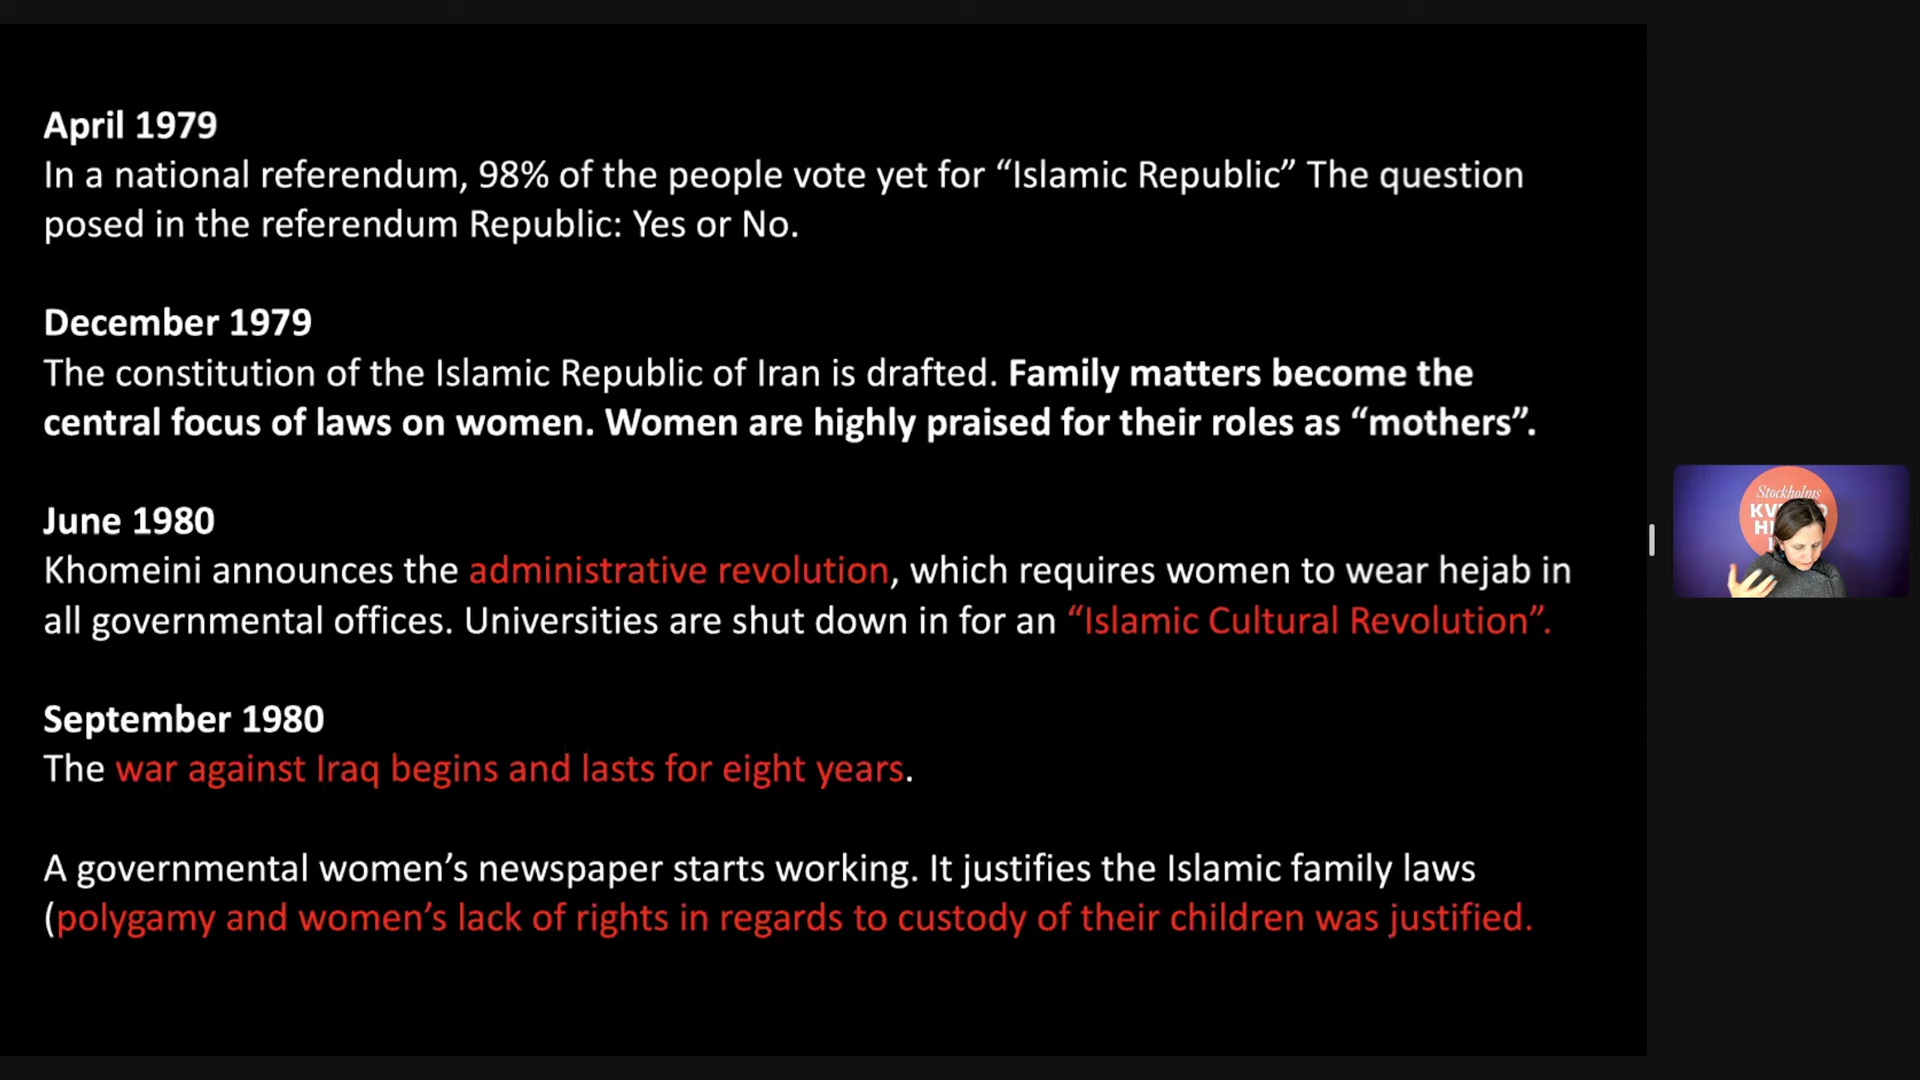 April 1979
In a national referendum, 98% of the people vote yet for “Islamic Republic” The question
posed in the referendum Republic: Yes or No.
December 1979
The constitution of the Islamic Republic of Iran is drafted. Family matters become the
central focus of laws on women. Women are highly praised for their roles as “mothers”.
June 1980
Khomeini announces the administrative revolution, which requires women to wear hejab in
all governmental offices. Universities are shut down in for an “Islamic Cultural Revolution”.
September 1980
The war against Iraq begins and lasts for eight years.
A governmental women’s newspaper starts working. It justifies the Islamic family laws
(polygamy and women’s lack of rights in regards to custody of their children was justified.
Stockholms